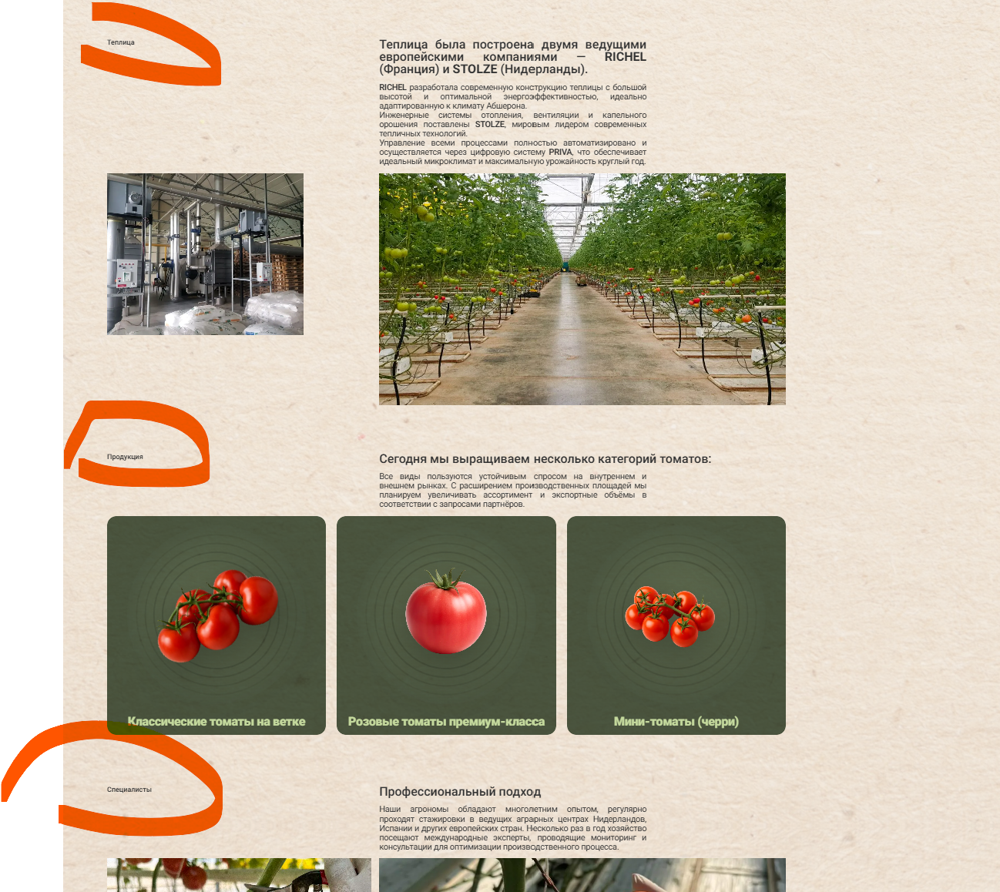 Теплица
Теплица была построена двумя ведущими
европейскими компаниями — RICHEL
(Франция) и STOLZE (Нидерланды).
RICHEL разработала современную конструкцию теплицы с большой
высотой и оптимальной энергоэффективностью, идеально
адаптированную к климату Абшерона.
Инженерные системы отопления, вентиляции и капельного
орошения поставлены STOLZE, мировым лидером современных
тепличных технологий.
Управление всеми процессами полностью автоматизировано и
осуществляется через цифровую систему PRIVA, что обеспечивает
идеальный микроклимат и максимальную урожайность круглый год.
Продукция
Сегодня мы выращиваем несколько категорий томатов:
Все виды пользуются устойчивым спросом на внутреннем и
внешнем рынках. С расширением производственных площадей мы
планируем увеличивать ассортимент и экспортные объёмы в
соответствии с запросами партнёров.
Классические томаты на ветке
Розовые томаты премиум-класса
Мини-томаты (черри)
Специалисты
Профессиональный подход
Наши агрономы обладают многолетним опытом, регулярно
проходят стажировки в ведущих аграрных центрах Нидерландов,
Испании и других европейских стран. Несколько раз в год хозяйство
посещают международные эксперты, проводящие мониторинг и
консультации для оптимизации производственного процесса.